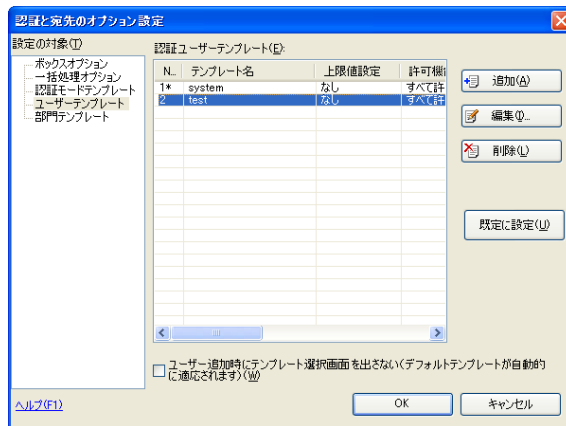 認証と宛先のオプション設定
設定の対象(T)
ボックスオプション
一括処理オプション
認証モードテンプレート
ユーザーテンプレート
部門テンプレート
認証ユーザーテンプレート(E):
N.. テンプレート名 上限値設定 許可機
1* system なし すべて許
2 test なし すべて許
追加(A)
編集(I)...
削除(L)
既定に設定(U)
ユーザー追加時にテンプレート選択画面を出さない(デフォルトテンプレートが自動的
に適応されます)(W)
ヘルプ(F1)
OK
キャンセル